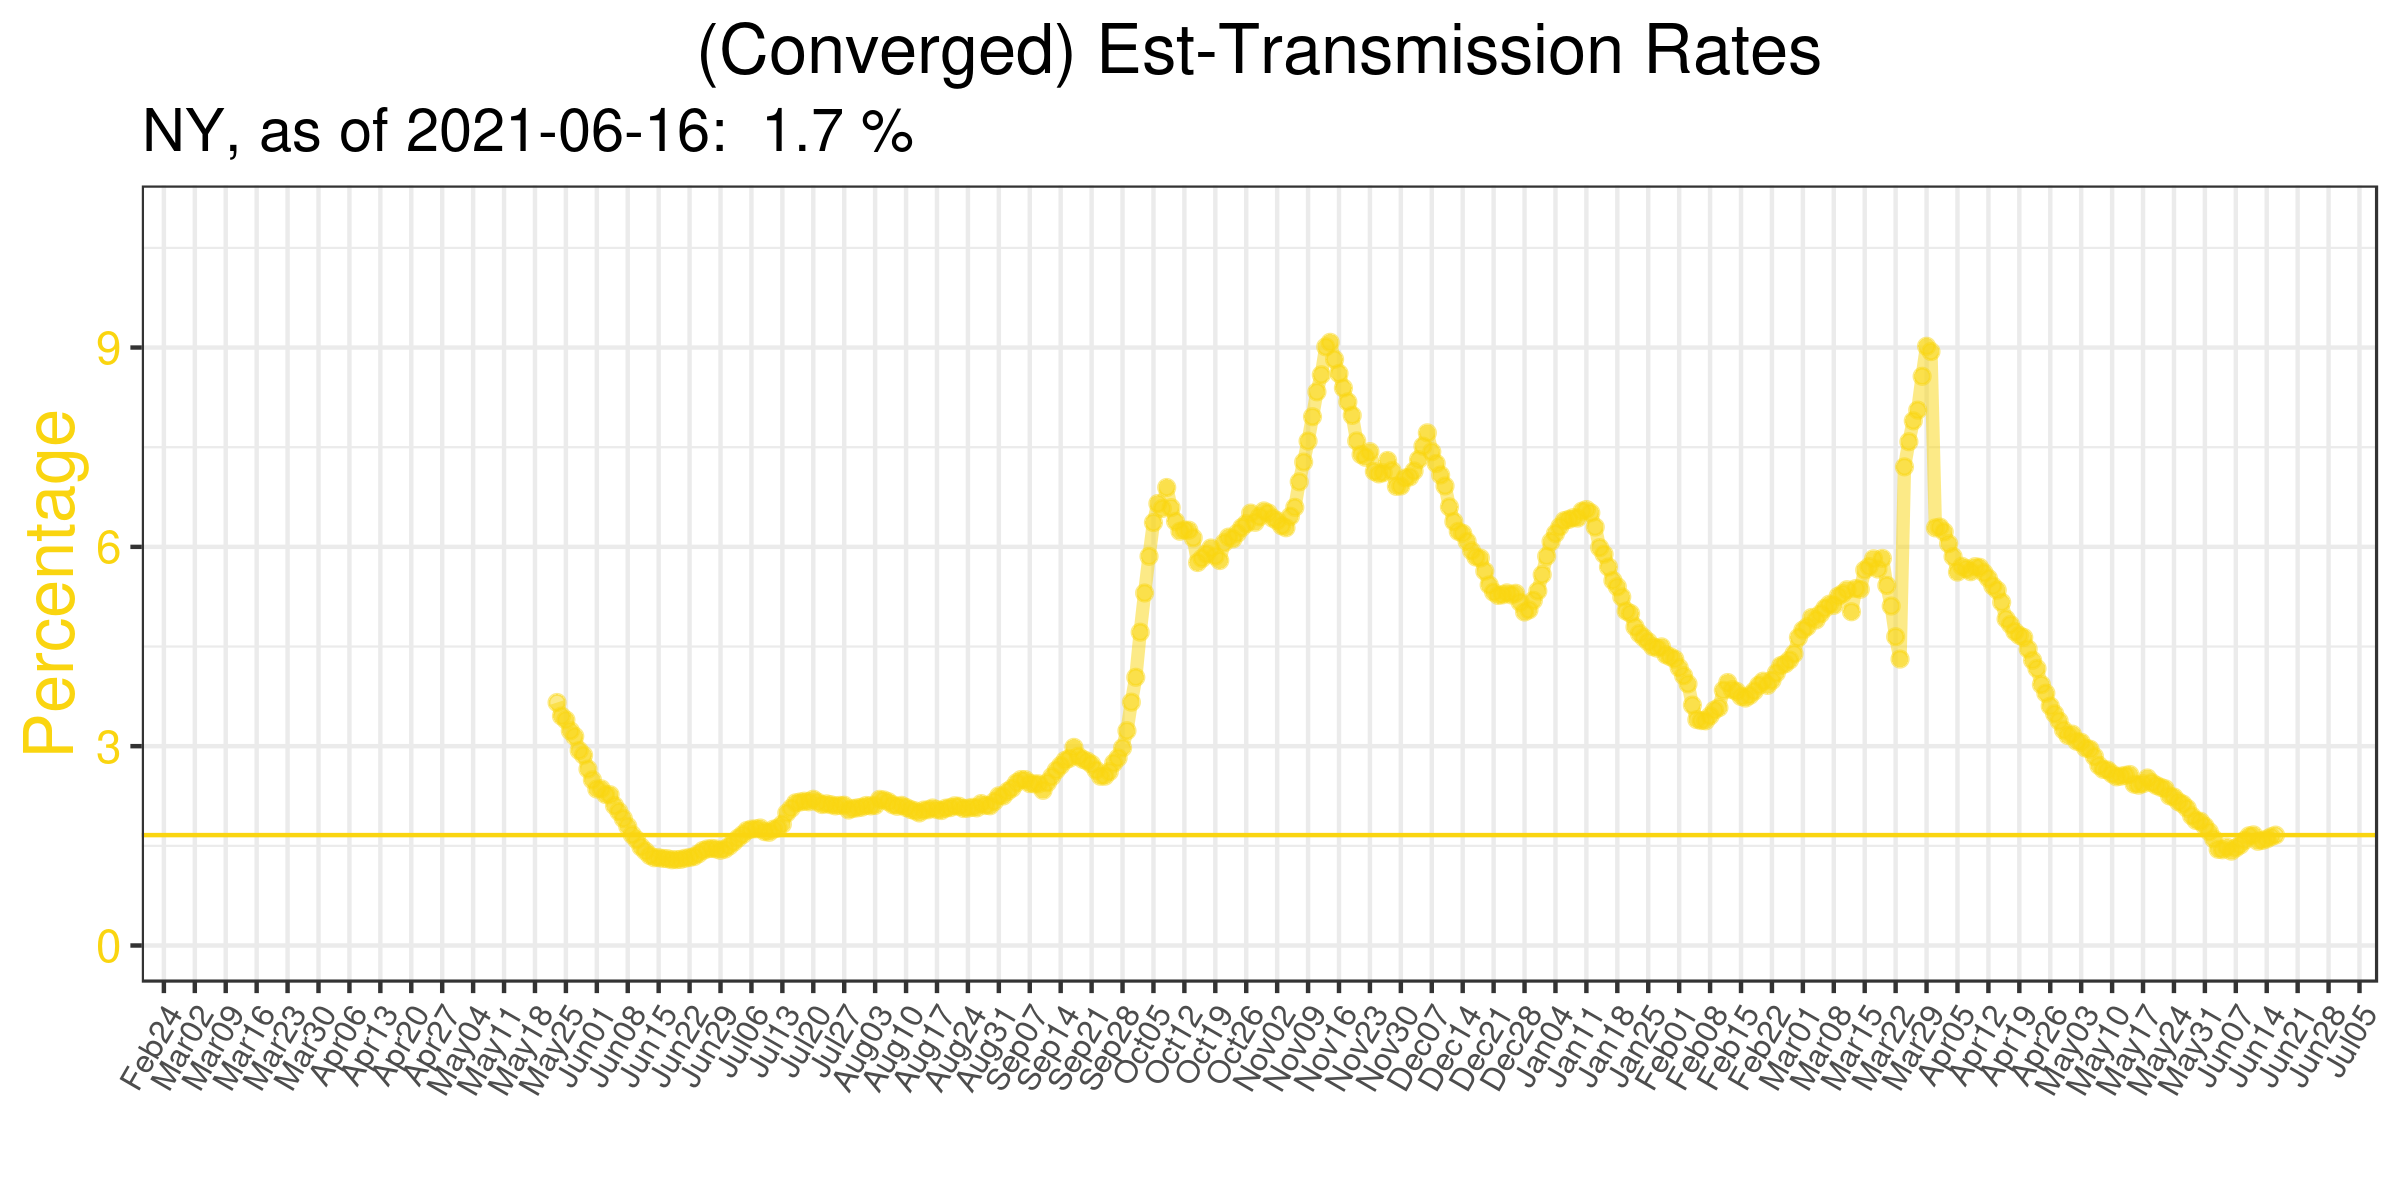 (Converged) Est-Transmission Rates
NY, as of 2021-06-16:  1.7 %
Percentage
9
6
3
0
Feb24
Mar02
Mar09
Mar16
Mar23
Mar30
Apr06
Apr13
Apr20
Apr27
May04
May11
May18
May25
Jun01
Jun08
Jun15
Jun22
Jun29
Jul06
Jul13
Jul20
Jul27
Aug03
Aug10
Aug17
Aug24
Aug31
Sep07
Sep14
Sep21
Sep28
Oct05
Oct12
Oct19
Oct26
Nov02
Nov09
Nov16
Nov23
Nov30
Dec07
Dec14
Dec21
Dec28
Jan04
Jan11
Jan18
Jan25
Feb01
Feb08
Feb15
Feb22
Mar01
Mar08
Mar15
Mar22
Mar29
Apr05
Apr12
Apr19
Apr26
May03
May10
May17
May24
May31
Jun07
Jun14
Jun21
Jun28
Jul05